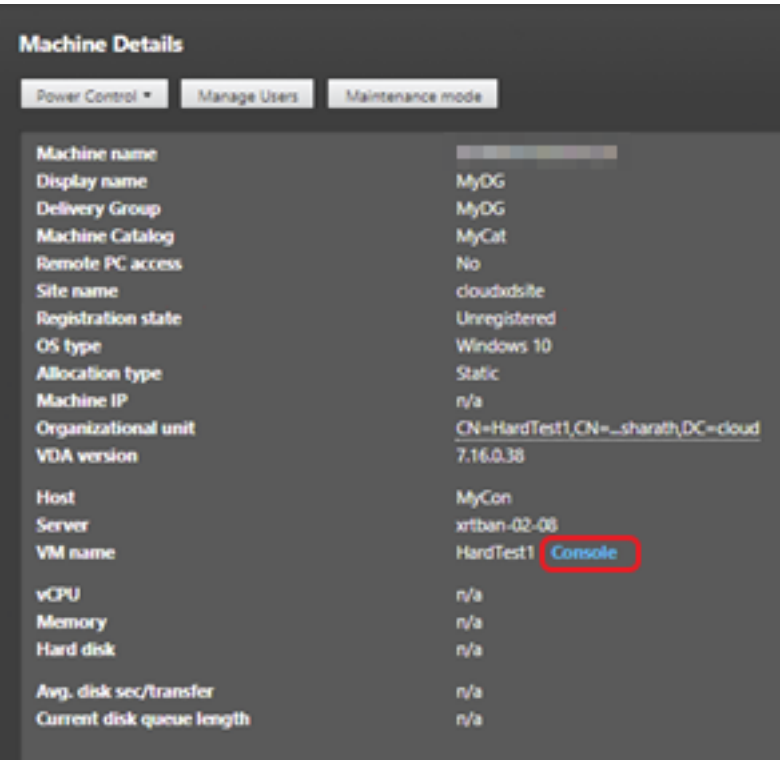 Machine Details
Power Control Manage Users Maintenance mode
Machine name
Display name MyDG
Delivery Group MyDG
Machine Catalog MyCat
Remote PC access No
Site name cloudxdsite
Registration state Unregistered
OS type Windows 10
Allocation type Static
Machine IP n/a
Organizational unit CN=HardTest1,CN=...sharath,DC=cloud
VDA version 7.16.0.38
Host MyCon
Server xrtban-02-08
VM name HardTest1 Console
vCPU n/a
Memory n/a
Hard disk n/a
Avg. disk sec/transfer n/a
Current disk queue length n/a